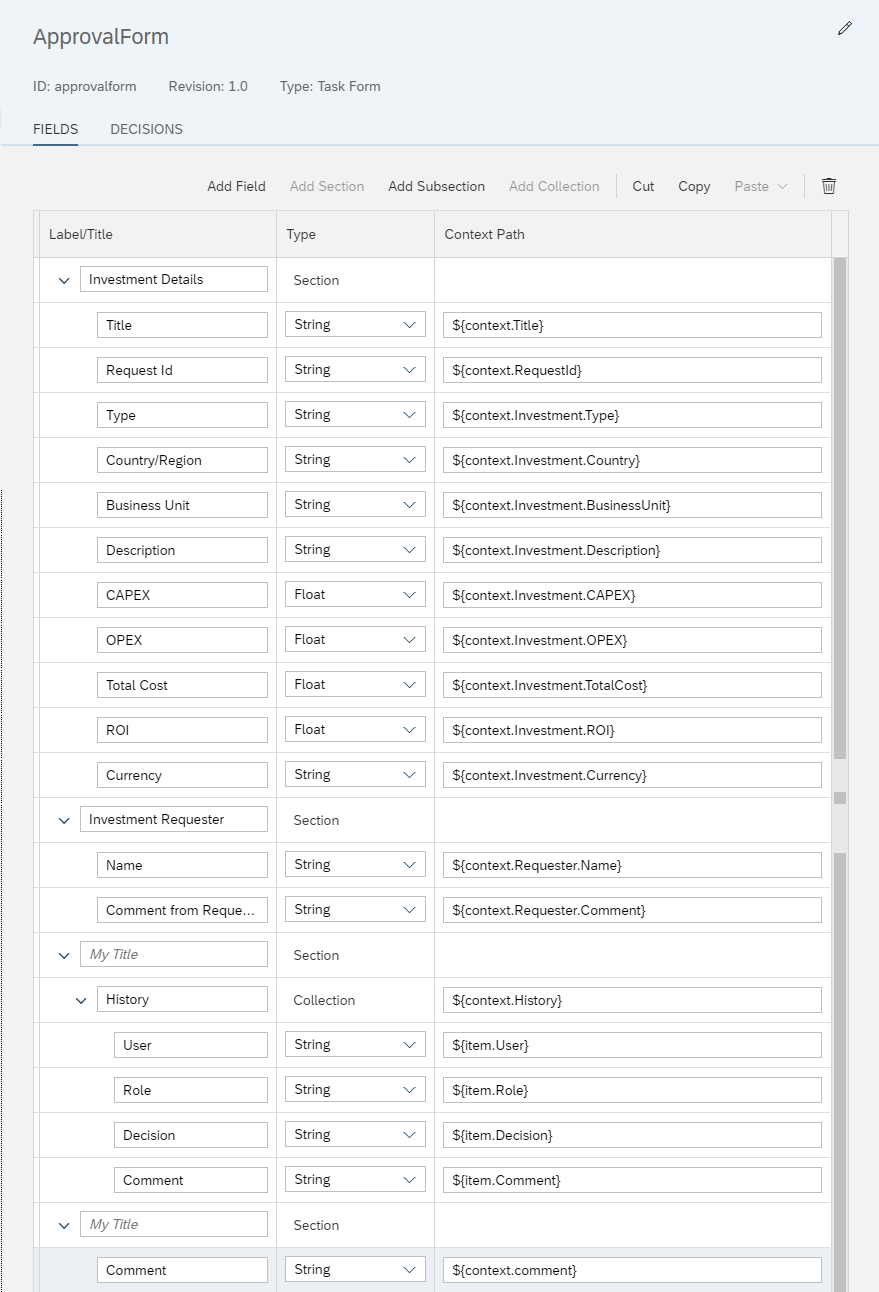 ApprovalForm
ID: approvalform Revision: 1.0 Type: Task Form
FIELDS DECISIONS
Add Field Add Section Add Subsection Add Collection Cut Copy Paste
Label/Title Type Context Path
Investment Details Section
Title String ${context.Title}
Request Id String ${context.RequestId}
Type String ${context.Investment.Type}
Country/Region String ${context.Investment.Country}
Business Unit String ${context.Investment.BusinessUnit}
Description String ${context.Investment.Description}
CAPEX Float ${context.Investment.CAPEX}
OPEX Float ${context.Investment.OPEX}
Total Cost Float ${context.Investment.TotalCost}
ROI Float ${context.Investment.ROI}
Currency String ${context.Investment.Currency}
Investment Requester Section
Name String ${context.Requester.Name}
Comment from Reque... String ${context.Requester.Comment}
My Title Section
History Collection ${context.History}
User String ${item.User}
Role String ${item.Role}
Decision String ${item.Decision}
Comment String ${item.Comment}
My Title Section
Comment String ${context.comment}